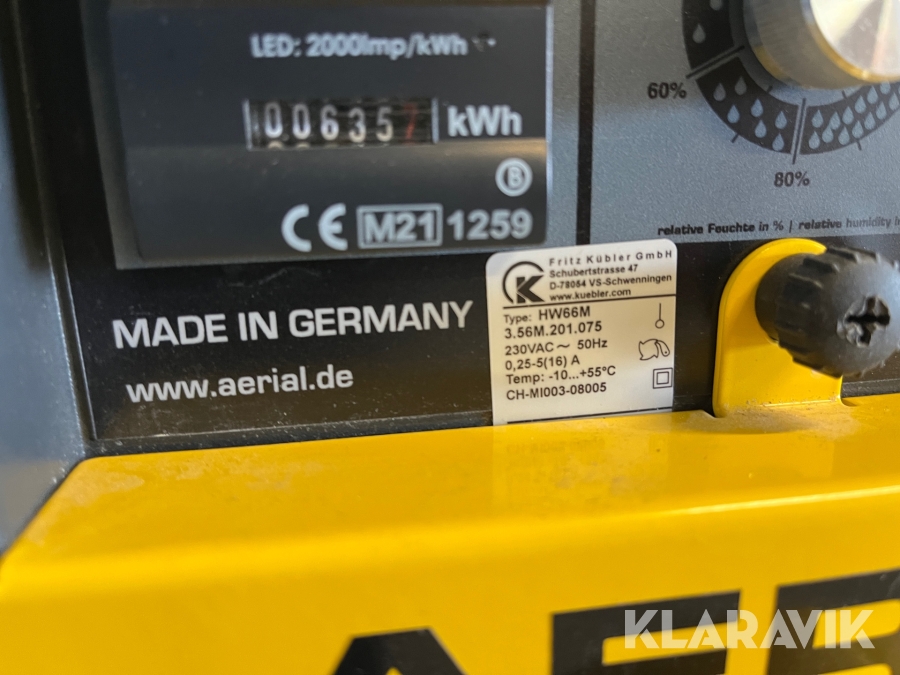 LED: 2000Imp/kWh
00635 kWh
B
CE M21 1259
60%
80%
relative Feuchte in % | relative humidity i
MADE IN GERMANY
www.aerial.de
Fritz Kübler GmbH
Schubertstrasse 47
D-78054 VS-Schwenningen
www.kuebler.com
Type: HW66M
3.56M.201.075
230VAC ~ 50Hz
0,25-5(16) A
Temp: -10...+55°C
CH-MI003-08005
KLARAVIK